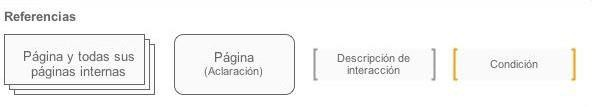 Referencias
Página y todas sus
páginas internas
Página
(Aclaración)
Descripción de
interacción
Condición